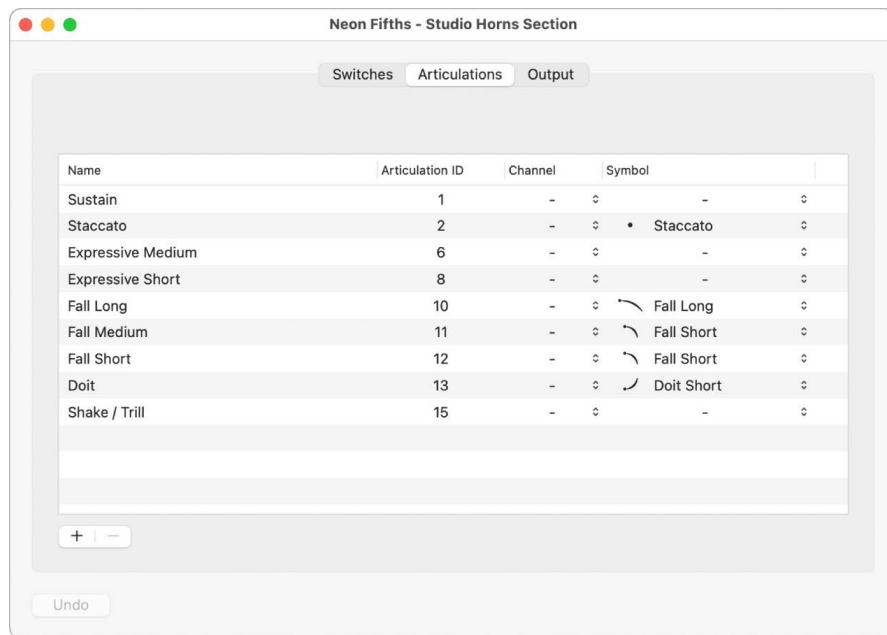 Neon Fifths - Studio Horns Section
Switches Articulations Output
Name Articulation ID Channel Symbol
Sustain 1 - -
Staccato 2 - Staccato
Expressive Medium 6 - -
Expressive Short 8 - -
Fall Long 10 - Fall Long
Fall Medium 11 - Fall Short
Fall Short 12 - Fall Short
Doit 13 - Doit Short
Shake / Trill 15 - -
+ -
Undo